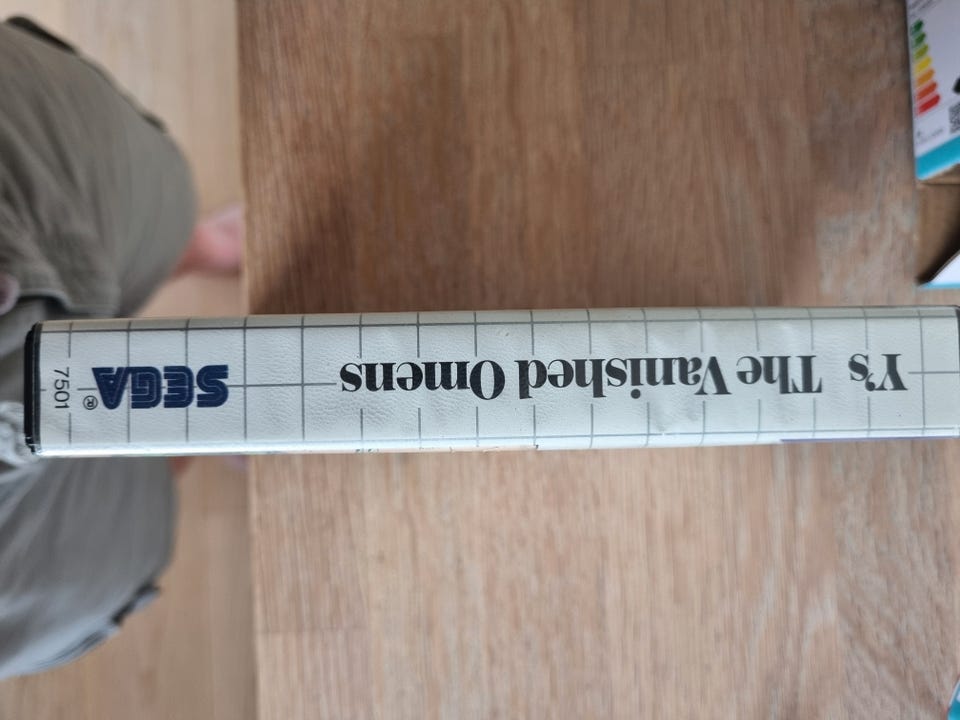 Y's The Vanished Omens SEGA®
7501